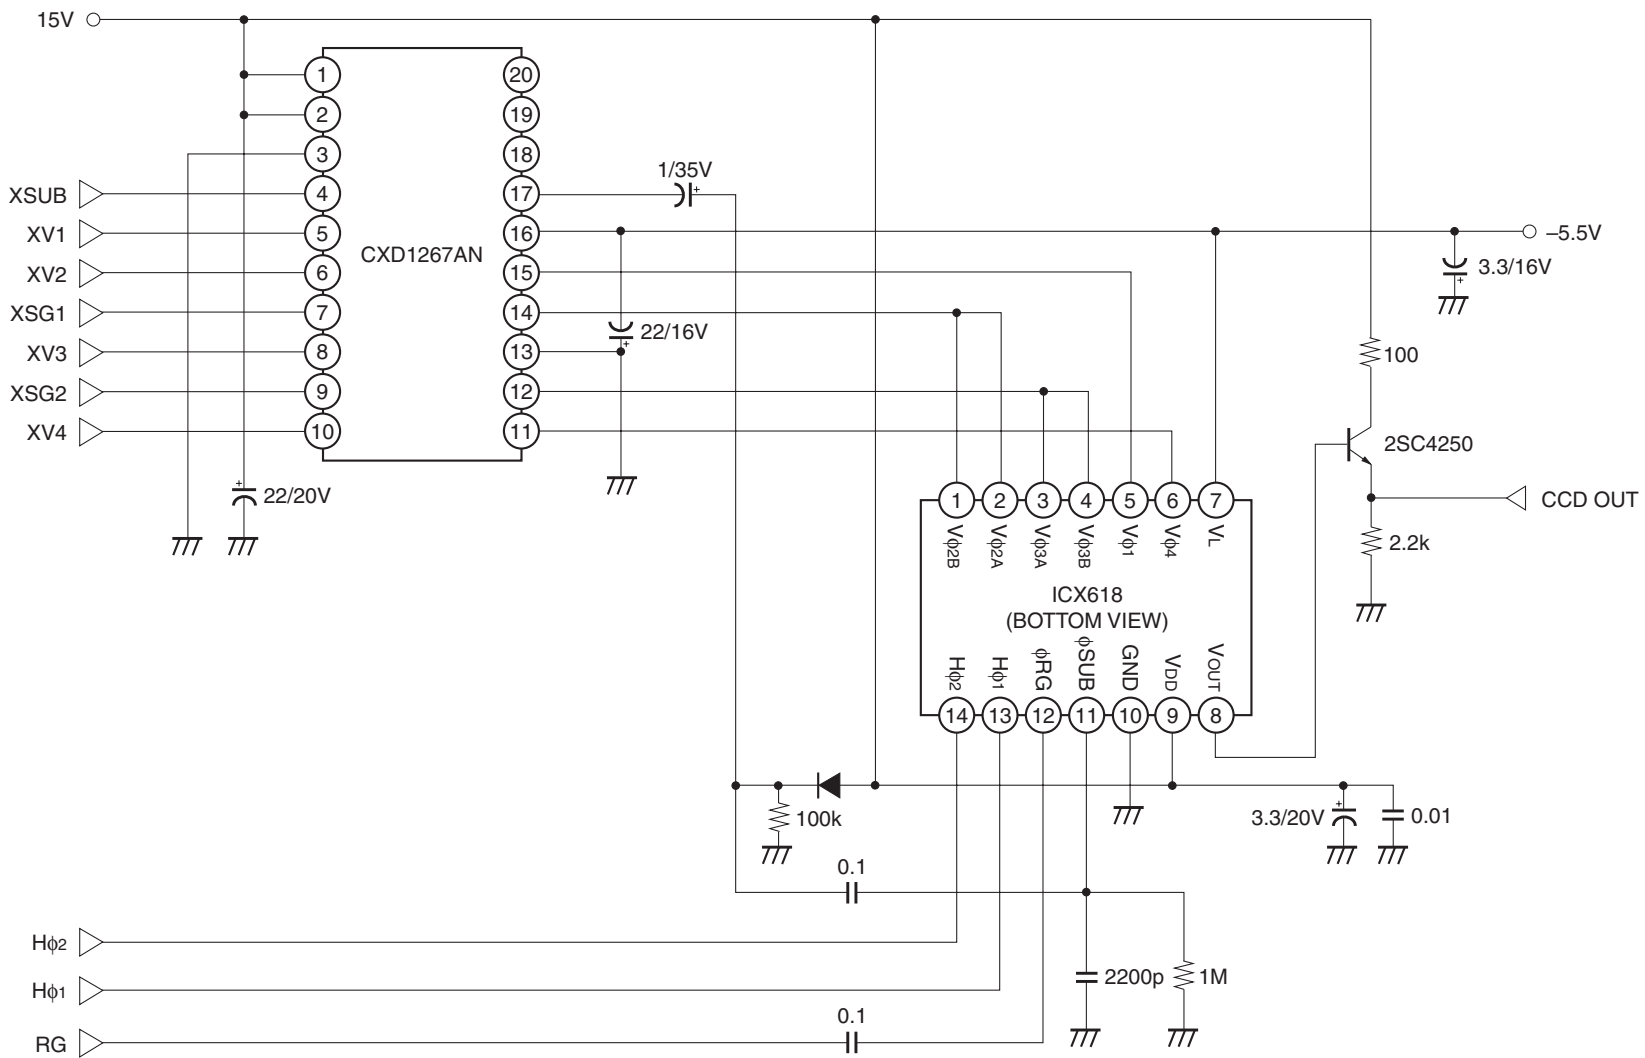 15V
1
20
2
19
3
18
1/35V
XSUB
4
17
XV1
5
16
–5.5V
CXD1267AN
XV2
6
15
3.3/16V
XSG1
7
14
22/16V
XV3
8
13
100
XSG2
9
12
XV4
10
11
2SC4250
22/20V
1
2
3
4
5
6
7
CCD OUT
Vϕ2B
Vϕ2A
Vϕ3A
Vϕ3B
Vϕ1
Vϕ4
VL
2.2k
ICX618
(BOTTOM VIEW)
Hϕ2
Hϕ1
ϕRG
ϕSUB
GND
VDD
VOUT
14
13
12
11
10
9
8
100k
3.3/20V
0.01
0.1
Hϕ2
2200p
1M
Hϕ1
0.1
RG